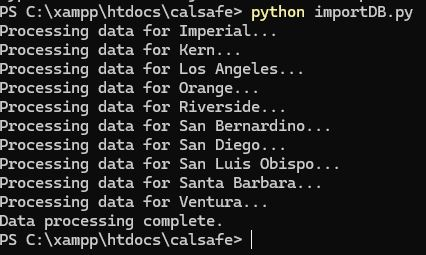 PS C:\xampp\htdocs\calsafe> python importDB.py
Processing data for Imperial...
Processing data for Kern...
Processing data for Los Angeles...
Processing data for Orange...
Processing data for Riverside...
Processing data for San Bernardino...
Processing data for San Diego...
Processing data for San Luis Obispo...
Processing data for Santa Barbara...
Processing data for Ventura...
Data processing complete.
PS C:\xampp\htdocs\calsafe>